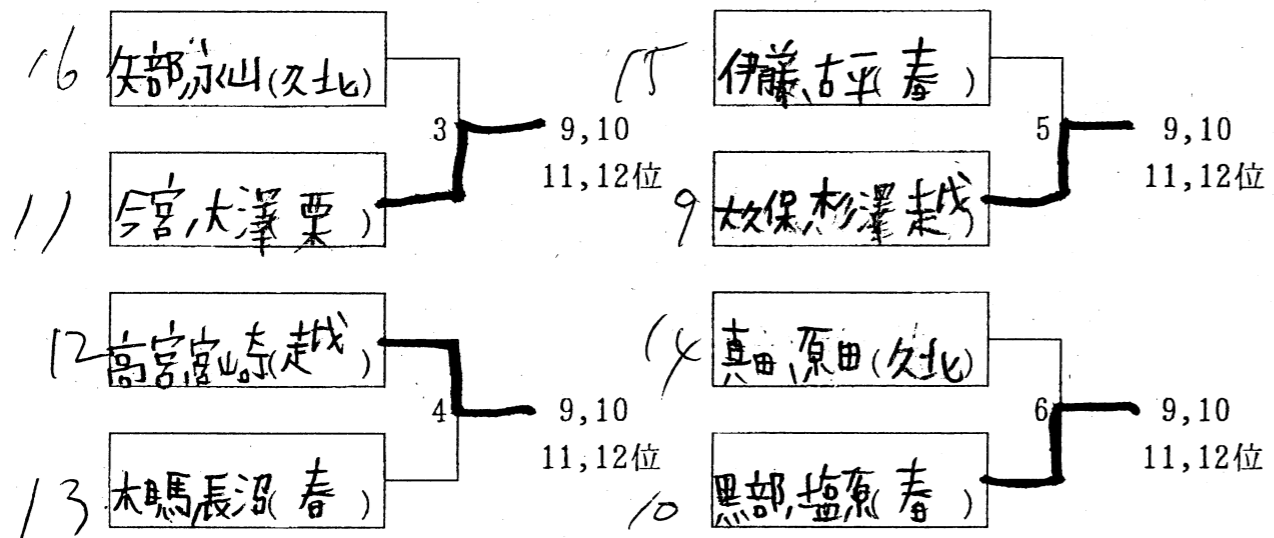 16 矢部,永山(久北)
3 9,10
11,12位
11 今宮,大澤 栗 )
12 高宮,宮崎(越 )
4 9,10
11,12位
13 相馬,長沼( 春 )
15 伊藤,古平( 春 )
5 9,10
11,12位
9 大久保,杉澤 越)
14 真田,原田(久北)
6 9,10
11,12位
10 黒部,塩原( 春 )